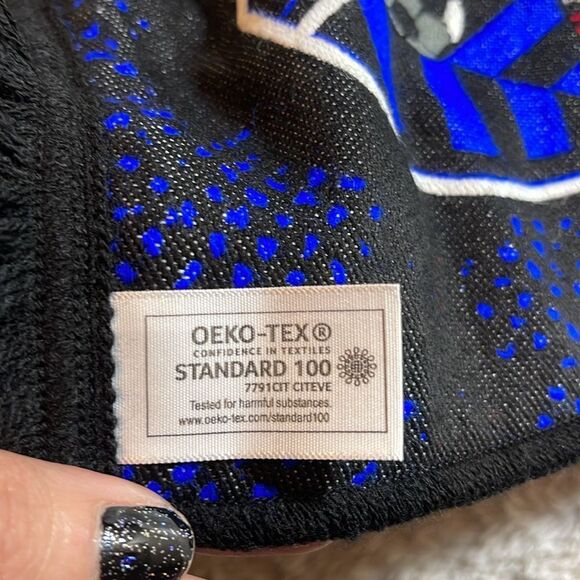 OEKO-TEX®
CONFIDENCE IN TEXTILES
STANDARD 100
7791CIT CITEVE
Tested for harmful substances.
www.oeko-tex.com/standard100